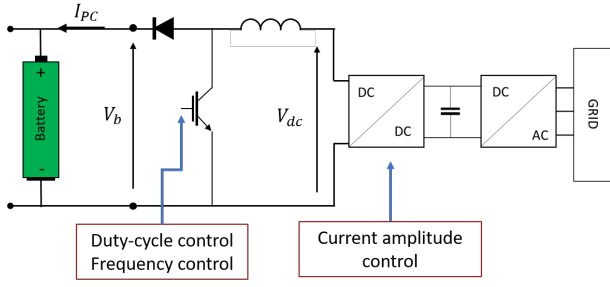 I_PC
+
Battery
-
V_b
V_dc
DC
DC
DC
AC
GRID
Duty-cycle control
Frequency control
Current amplitude
control